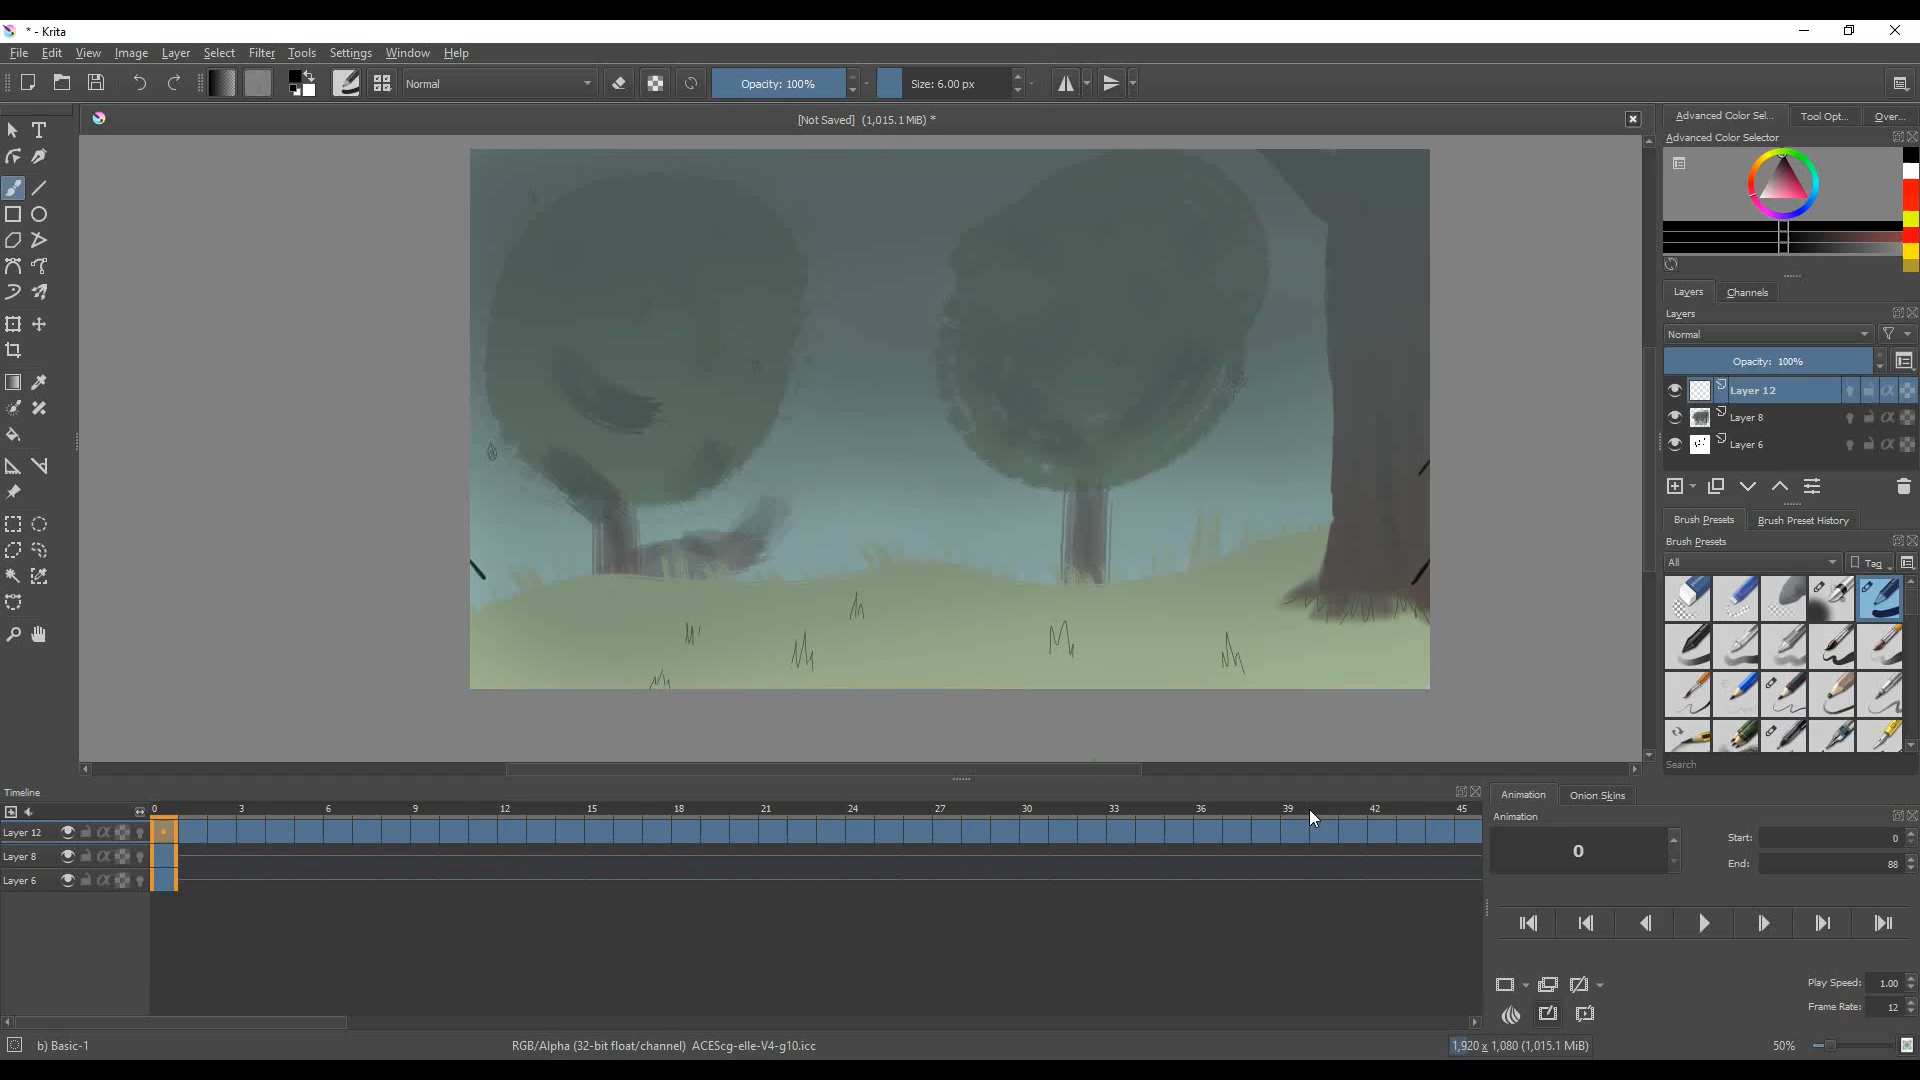 * - Krita
File Edit View Image Layer Select Filter Tools Settings Window Help
Normal Opacity: 100% Size: 6.00 px
[Not Saved] (1,015.1 MiB) *
Advanced Color Sel... Tool Opt... Over...
Advanced Color Selector
Layers Channels
Layers
Normal
Opacity: 100%
Layer 12
Layer 8
Layer 6
Brush Presets Brush Preset History
Brush Presets
All Tag
Search
Timeline
0 3 6 9 12 15 18 21 24 27 30 33 36 39 42 45
Layer 12
Layer 8
Layer 6
Animation Onion Skins
Animation
0
Start: 0
End: 88
Play Speed: 1.00
Frame Rate: 12
b) Basic-1 RGB/Alpha (32-bit float/channel) ACEScg-elle-V4-g10.icc 1,920 x 1,080 (1,015.1 MiB) 50%